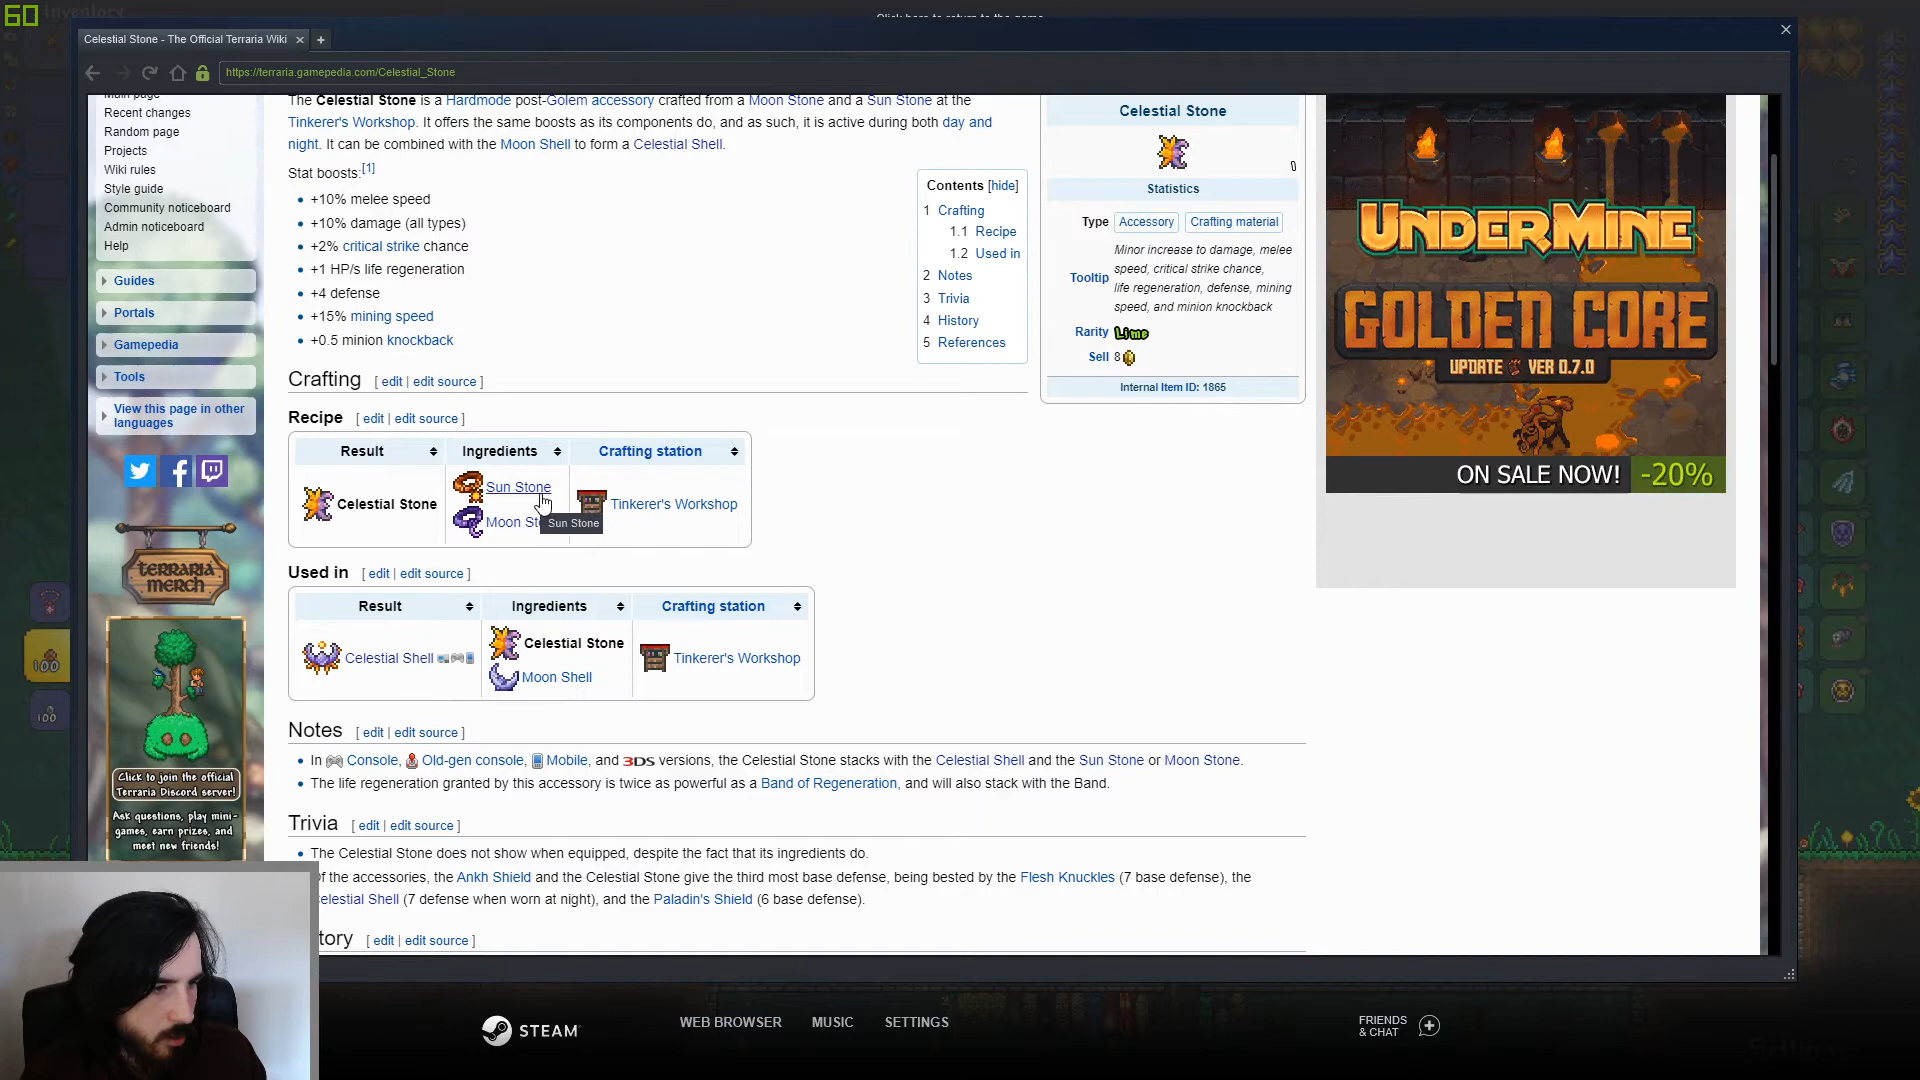 60
Inventory
Click here to return to the game
Celestial Stone - The Official Terraria Wiki
https://terraria.gamepedia.com/Celestial_Stone
Main page
Recent changes
Random page
Projects
Wiki rules
Style guide
Community noticeboard
Admin noticeboard
Help
Guides
Portals
Gamepedia
Tools
View this page in other
languages
TERRARIA
MERCH
Click to join the official
Terraria Discord server!
Ask questions, play mini-
games, earn prizes, and
meet new friends!
100
100
The Celestial Stone is a Hardmode post-Golem accessory crafted from a Moon Stone and a Sun Stone at the
Tinkerer's Workshop. It offers the same boosts as its components do, and as such, it is active during both day and
night. It can be combined with the Moon Shell to form a Celestial Shell.
Stat boosts:[1]
+10% melee speed
+10% damage (all types)
+2% critical strike chance
+1 HP/s life regeneration
+4 defense
+15% mining speed
+0.5 minion knockback
Contents [hide]
1 Crafting
1.1 Recipe
1.2 Used in
2 Notes
3 Trivia
4 History
5 References
Celestial Stone
Statistics
Type Accessory Crafting material
Tooltip
Minor increase to damage, melee
speed, critical strike chance,
life regeneration, defense, mining
speed, and minion knockback
Rarity Lime
Sell 8
Internal Item ID: 1865
Crafting [ edit | edit source ]
Recipe [ edit | edit source ]
Result Ingredients Crafting station
Celestial Stone
Sun Stone
Moon St
Sun Stone
Tinkerer's Workshop
Used in [ edit | edit source ]
Result Ingredients Crafting station
Celestial Shell
Celestial Stone
Moon Shell
Tinkerer's Workshop
Notes [ edit | edit source ]
In Console, Old-gen console, Mobile, and 3DS versions, the Celestial Stone stacks with the Celestial Shell and the Sun Stone or Moon Stone.
The life regeneration granted by this accessory is twice as powerful as a Band of Regeneration, and will also stack with the Band.
Trivia [ edit | edit source ]
The Celestial Stone does not show when equipped, despite the fact that its ingredients do.
Of the accessories, the Ankh Shield and the Celestial Stone give the third most base defense, being bested by the Flesh Knuckles (7 base defense), the
Celestial Shell (7 defense when worn at night), and the Paladin's Shield (6 base defense).
tory [ edit | edit source ]
UNDERMINE
GOLDEN CORE
UPDATE VER 0.7.0
ON SALE NOW! -20%
STEAM
WEB BROWSER
MUSIC
SETTINGS
FRIENDS
& CHAT